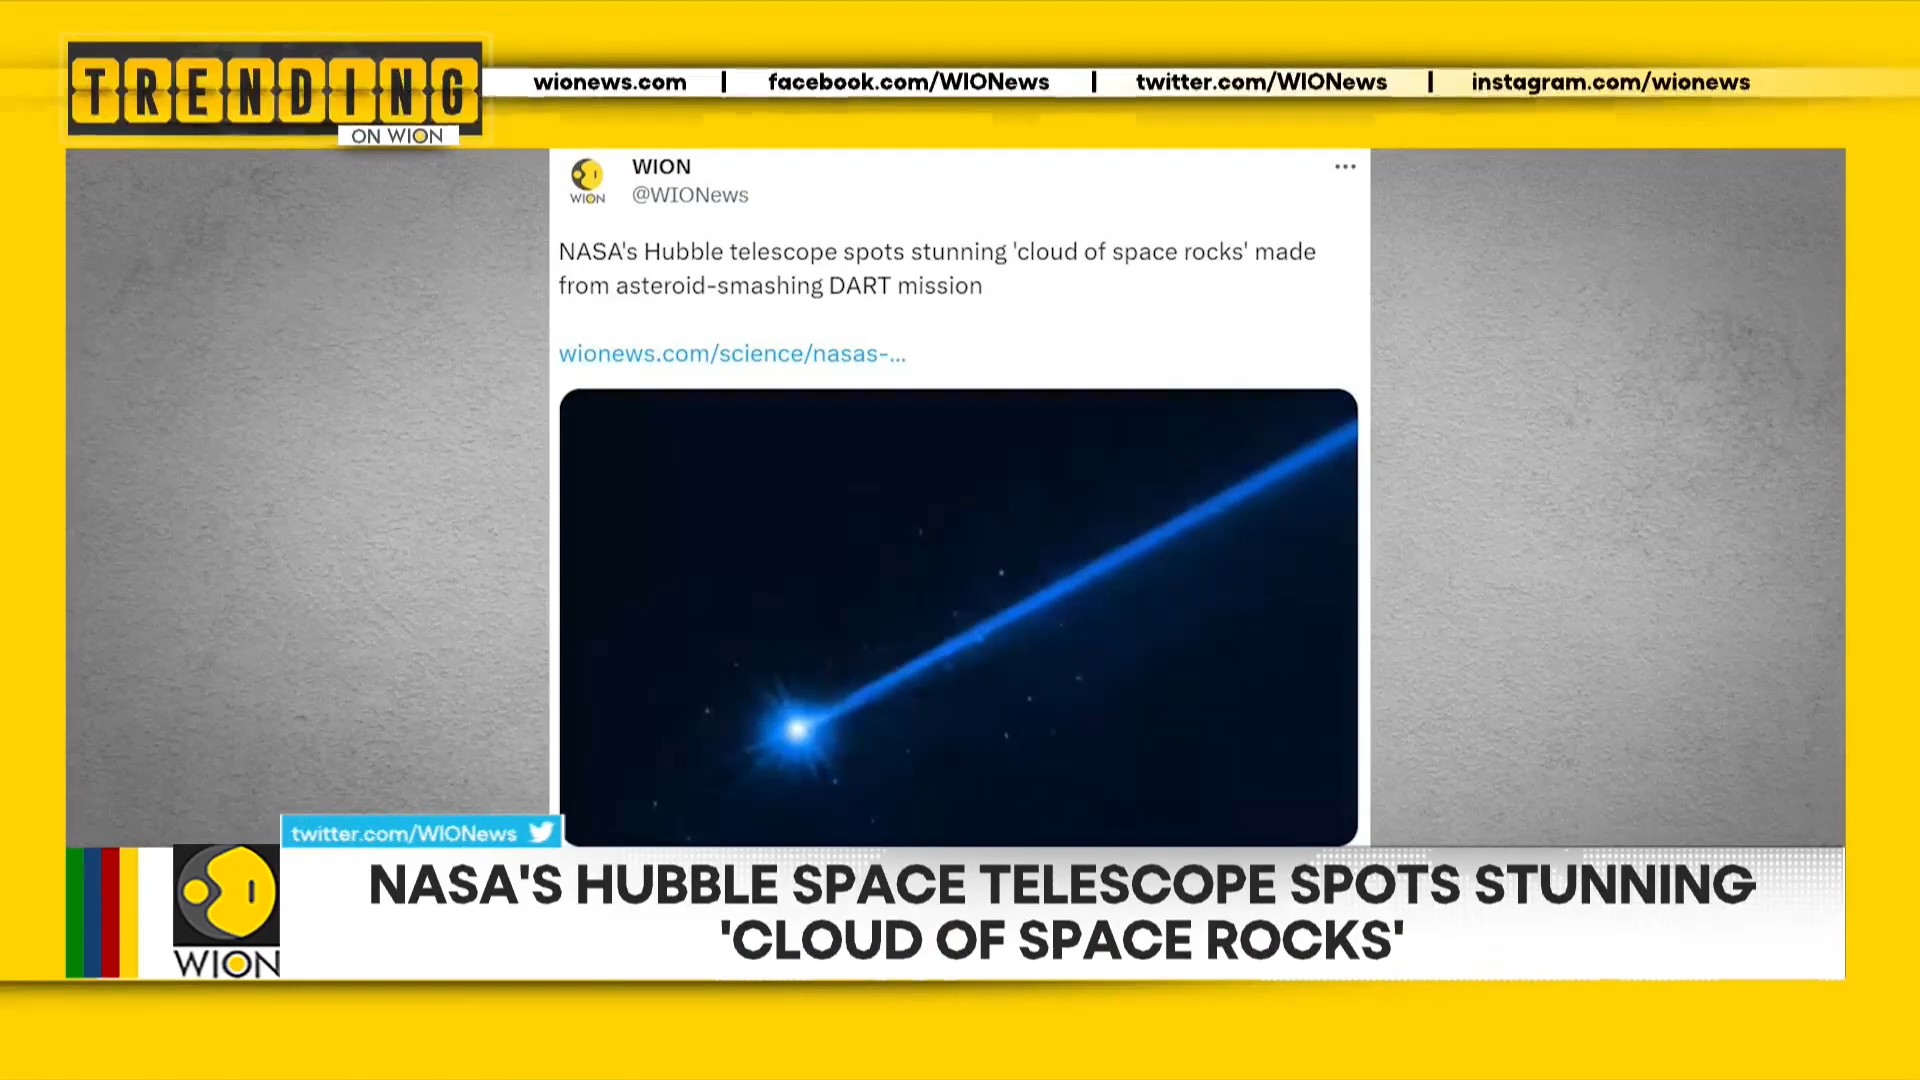 TRENDING
ON WION
wionews.com | facebook.com/WIONews | twitter.com/WIONews | instagram.com/wionews
WION
@WIONews
WION
NASA's Hubble telescope spots stunning 'cloud of space rocks' made
from asteroid-smashing DART mission
wionews.com/science/nasas-...
twitter.com/WIONews
NASA'S HUBBLE SPACE TELESCOPE SPOTS STUNNING
'CLOUD OF SPACE ROCKS'
WION